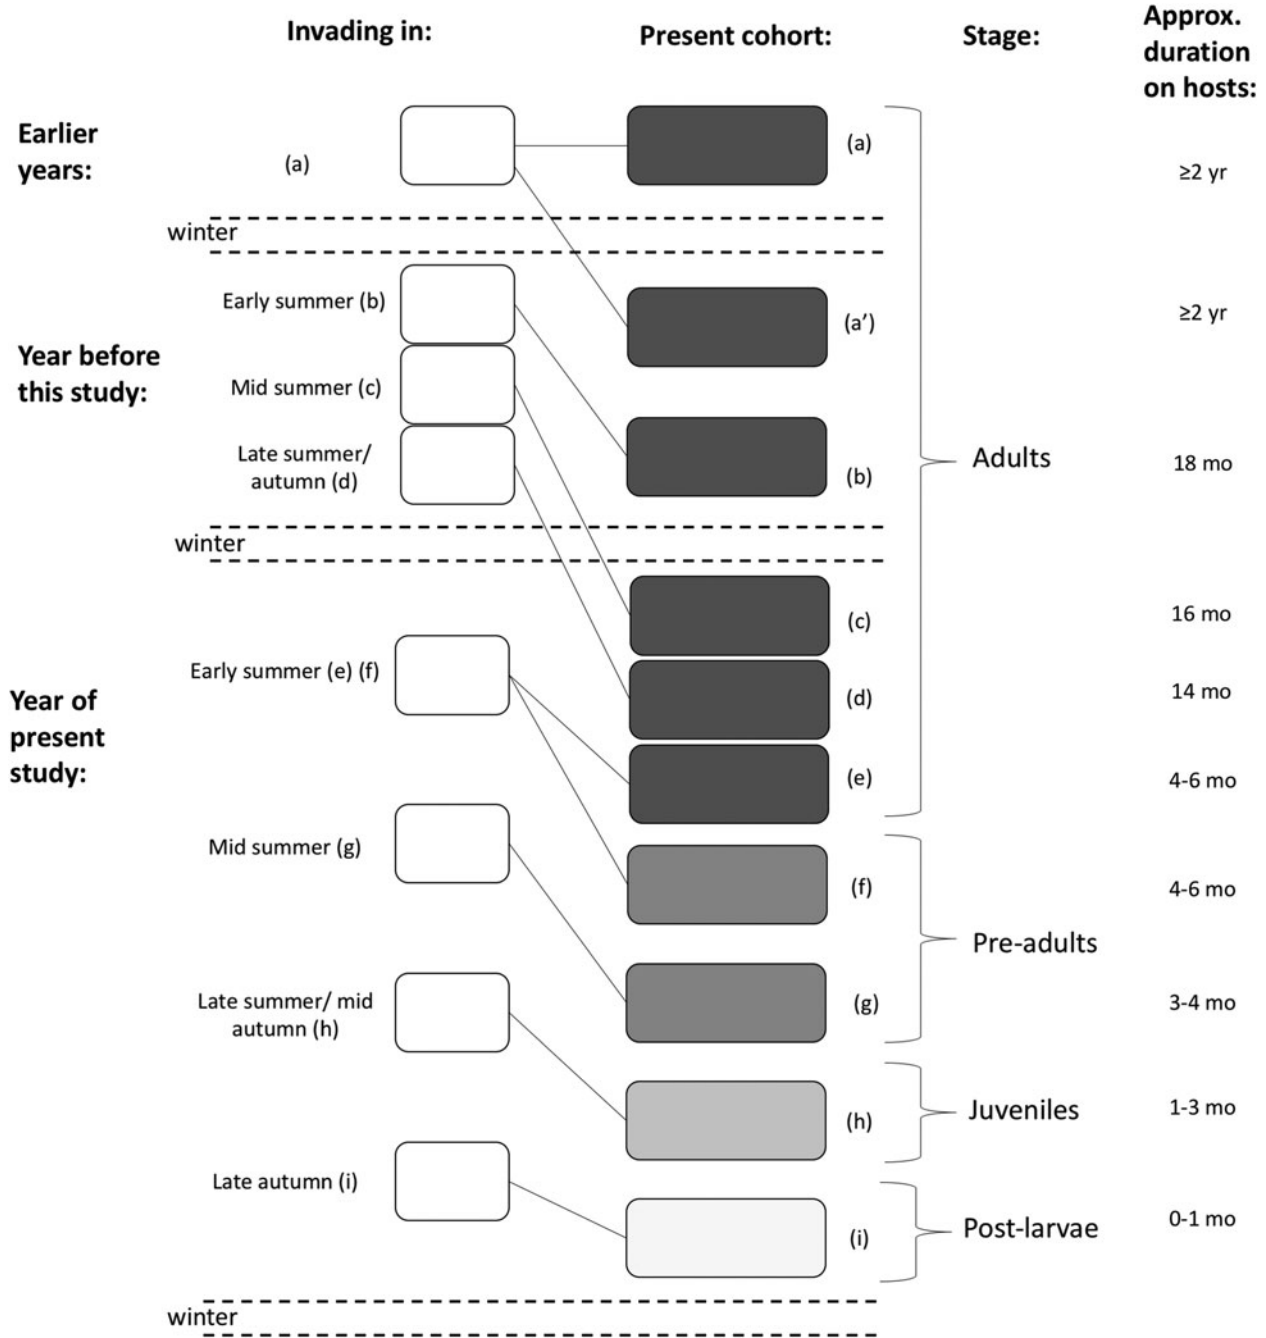 Invading in:
Present cohort:
Stage:
Approx.
duration
on hosts:
Earlier
years:
(a)
(a)
≥2 yr
winter
Early summer (b)
(a’)
≥2 yr
Year before
this study:
Mid summer (c)
Late summer/
autumn (d)
(b)
Adults
18 mo
winter
(c)
16 mo
Early summer (e) (f)
(d)
14 mo
Year of
present
study:
(e)
4-6 mo
Mid summer (g)
(f)
4-6 mo
Pre-adults
Late summer/ mid
autumn (h)
(g)
3-4 mo
(h)
Juveniles
1-3 mo
Late autumn (i)
(i)
Post-larvae
0-1 mo
winter